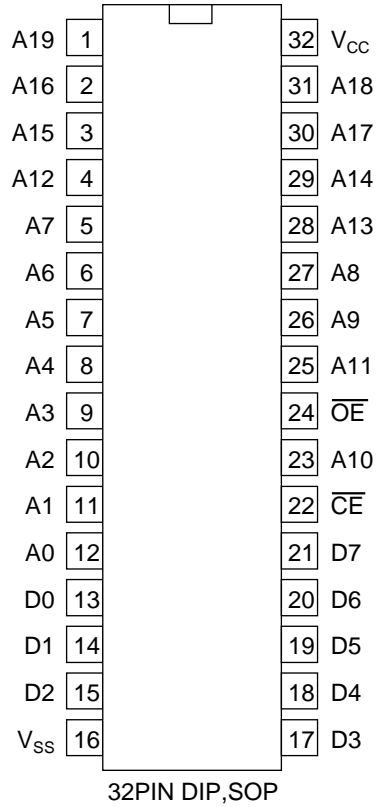 A19 1 32 VCC
A16 2 31 A18
A15 3 30 A17
A12 4 29 A14
A7 5 28 A13
A6 6 27 A8
A5 7 26 A9
A4 8 25 A11
A3 9 24 O̅E̅
A2 10 23 A10
A1 11 22 C̅E̅
A0 12 21 D7
D0 13 20 D6
D1 14 19 D5
D2 15 18 D4
VSS 16 17 D3
32PIN DIP,SOP